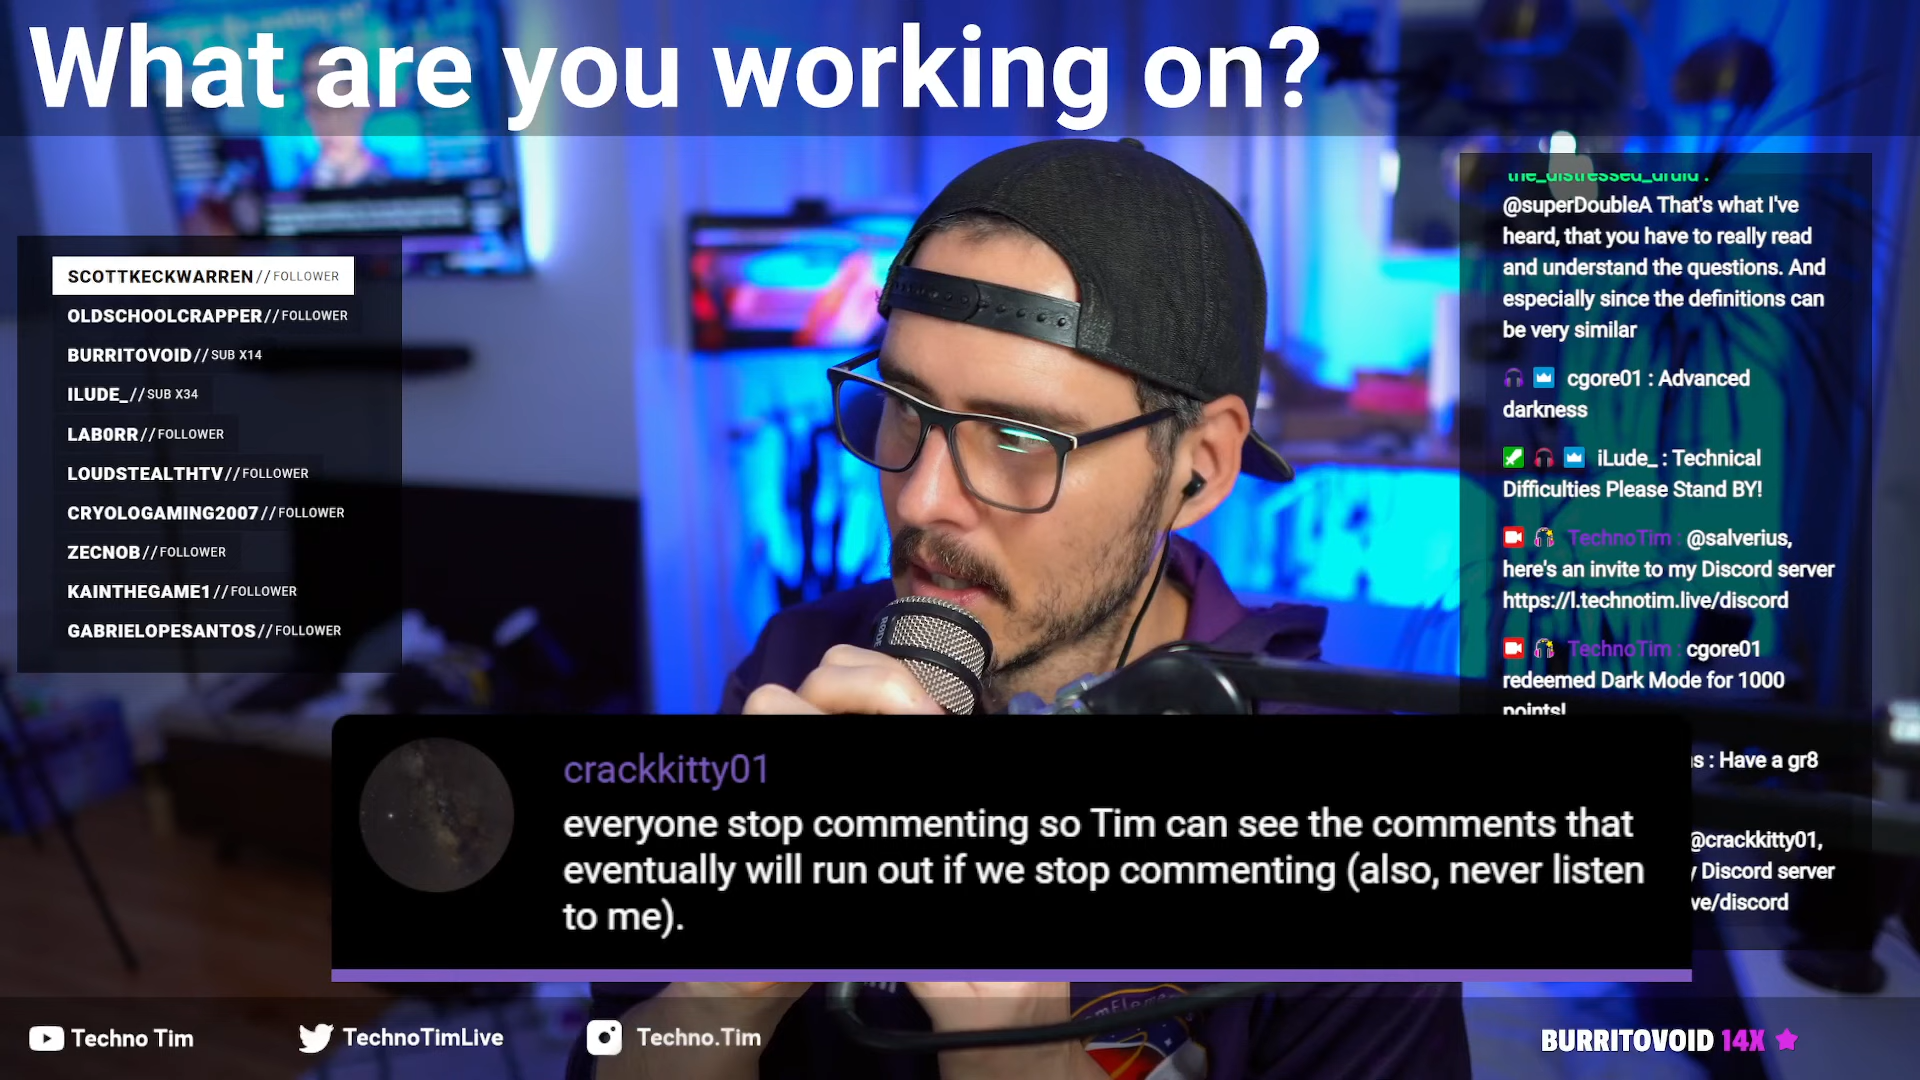 What are you working on?
SCOTTKECKWARREN // FOLLOWER
OLDSCHOOLCRAPPER // FOLLOWER
BURRITOVOID // SUB X14
ILUDE_ // SUB X34
LAB0RR // FOLLOWER
LOUDSTEALTHTV // FOLLOWER
CRYOLOGAMING2007 // FOLLOWER
ZECNOB // FOLLOWER
KAINTHEGAME1 // FOLLOWER
GABRIELOPESANTOS // FOLLOWER
the_distressed_druid :
@superDoubleA That's what I've
heard, that you have to really read
and understand the questions. And
especially since the definitions can
be very similar
cgore01 : Advanced
darkness
iLude_ : Technical
Difficulties Please Stand BY!
TechnoTim : @salverius,
here's an invite to my Discord server
https://l.technotim.live/discord
TechnoTim : cgore01
redeemed Dark Mode for 1000
points!
s : Have a gr8
@crackkitty01,
y Discord server
ve/discord
crackkitty01
everyone stop commenting so Tim can see the comments that
eventually will run out if we stop commenting (also, never listen
to me).
Techno Tim
TechnoTimLive
Techno.Tim
BURRITOVOID 14X